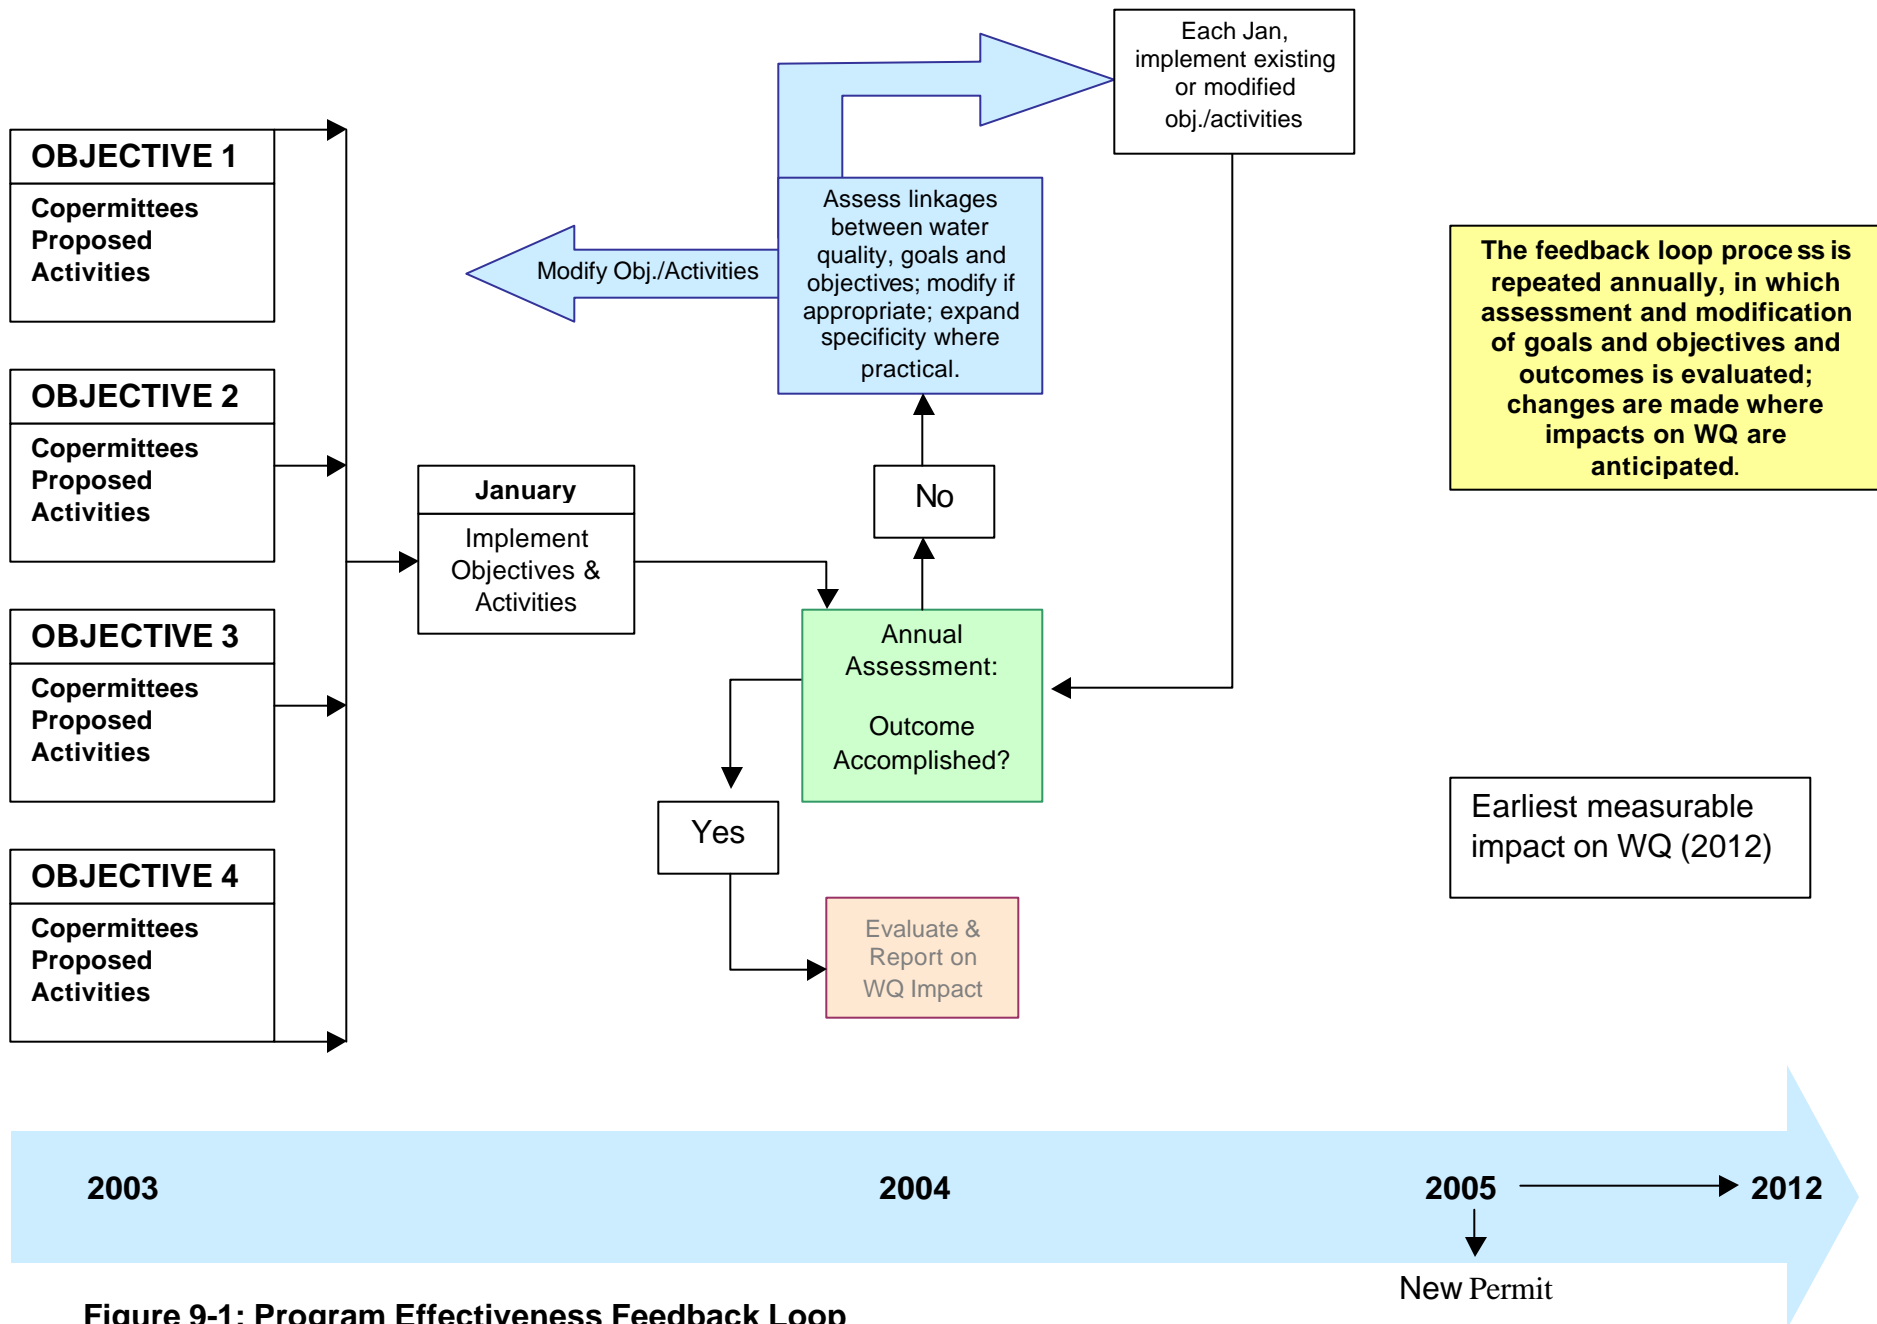 Each Jan,
implement existing
or modified
obj./activities
OBJECTIVE 1
Copermittees
Proposed
Activities
OBJECTIVE 2
Copermittees
Proposed
Activities
OBJECTIVE 3
Copermittees
Proposed
Activities
OBJECTIVE 4
Copermittees
Proposed
Activities
January
Implement
Objectives &
Activities
Modify Obj./Activities
Assess linkages
between water
quality, goals and
objectives; modify if
appropriate; expand
specificity where
practical.
No
Annual
Assessment:
Outcome
Accomplished?
Yes
Evaluate &
Report on
WQ Impact
The feedback loop process is
repeated annually, in which
assessment and modification
of goals and objectives and
outcomes is evaluated;
changes are made where
impacts on WQ are
anticipated.
Earliest measurable
impact on WQ (2012)
2003
2004
2005
2012
New Permit
Figure 9-1: Program Effectiveness Feedback Loop